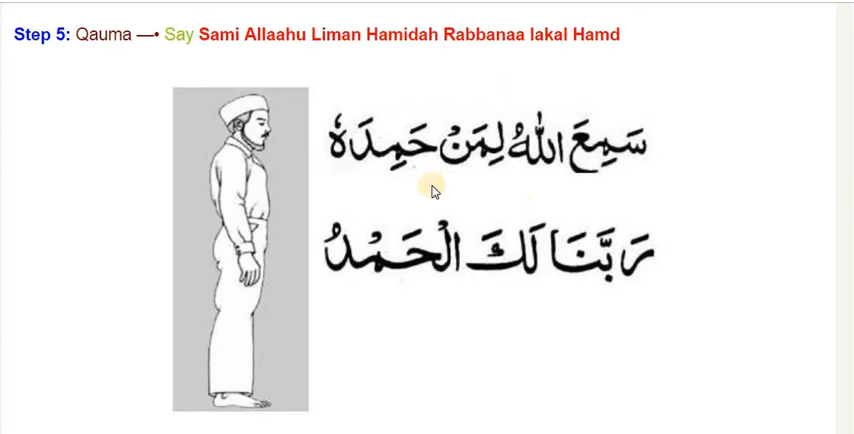 Step 5: Qauma —• Say Sami Allaahu Liman Hamidah Rabbanaa lakal Hamd
سَمِعَ اللهُ لِمَنْ حَمِدَهٗ
رَبَّنَا لَكَ الْحَمْدُ